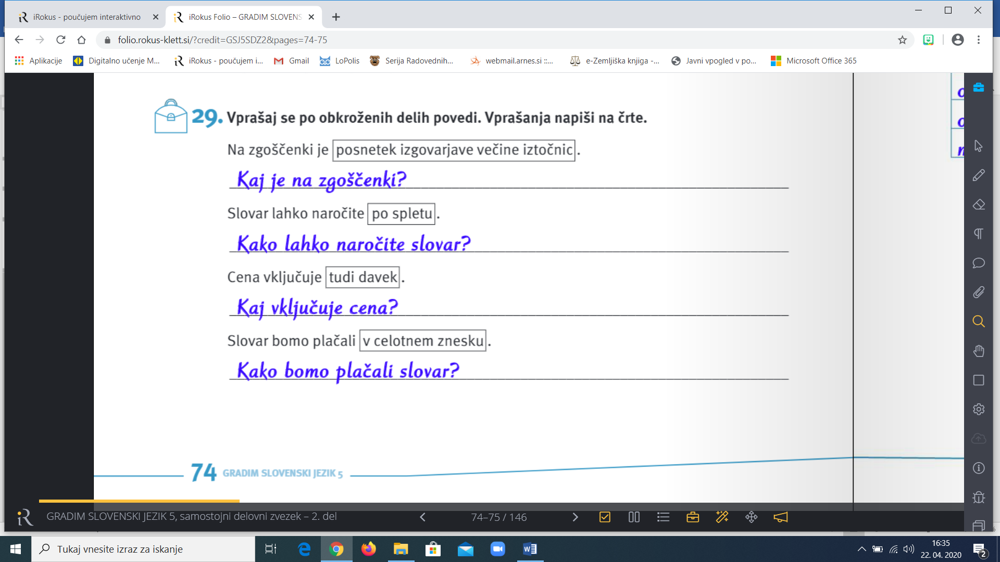 iRokus - poučujem interaktivno
iRokus Folio – GRADIM SLOVENS
folio.rokus-klett.si/?credit=GSJ5SDZ2&pages=74-75
Aplikacije
Digitalno učenje M...
iRokus - poučujem i...
Gmail
LoPolis
Serija Radovednih...
webmail.arnes.si ::...
e-Zemljiška knjiga -...
Javni vpogled v po...
Microsoft Office 365
29. Vprašaj se po obkroženih delih povedi. Vprašanja napiši na črte.
Na zgoščenki je posnetek izgovarjave večine iztočnic.
Kaj je na zgoščenki?
Slovar lahko naročite po spletu.
Kako lahko naročite slovar?
Cena vključuje tudi davek.
Kaj vključuje cena?
Slovar bomo plačali v celotnem znesku.
Kako bomo plačali slovar?
74 GRADIM SLOVENSKI JEZIK 5
iR
GRADIM SLOVENSKI JEZIK 5, samostojni delovni zvezek – 2. del
74–75 / 146
Tukaj vnesite izraz za iskanje
16:35
22. 04. 2020
2